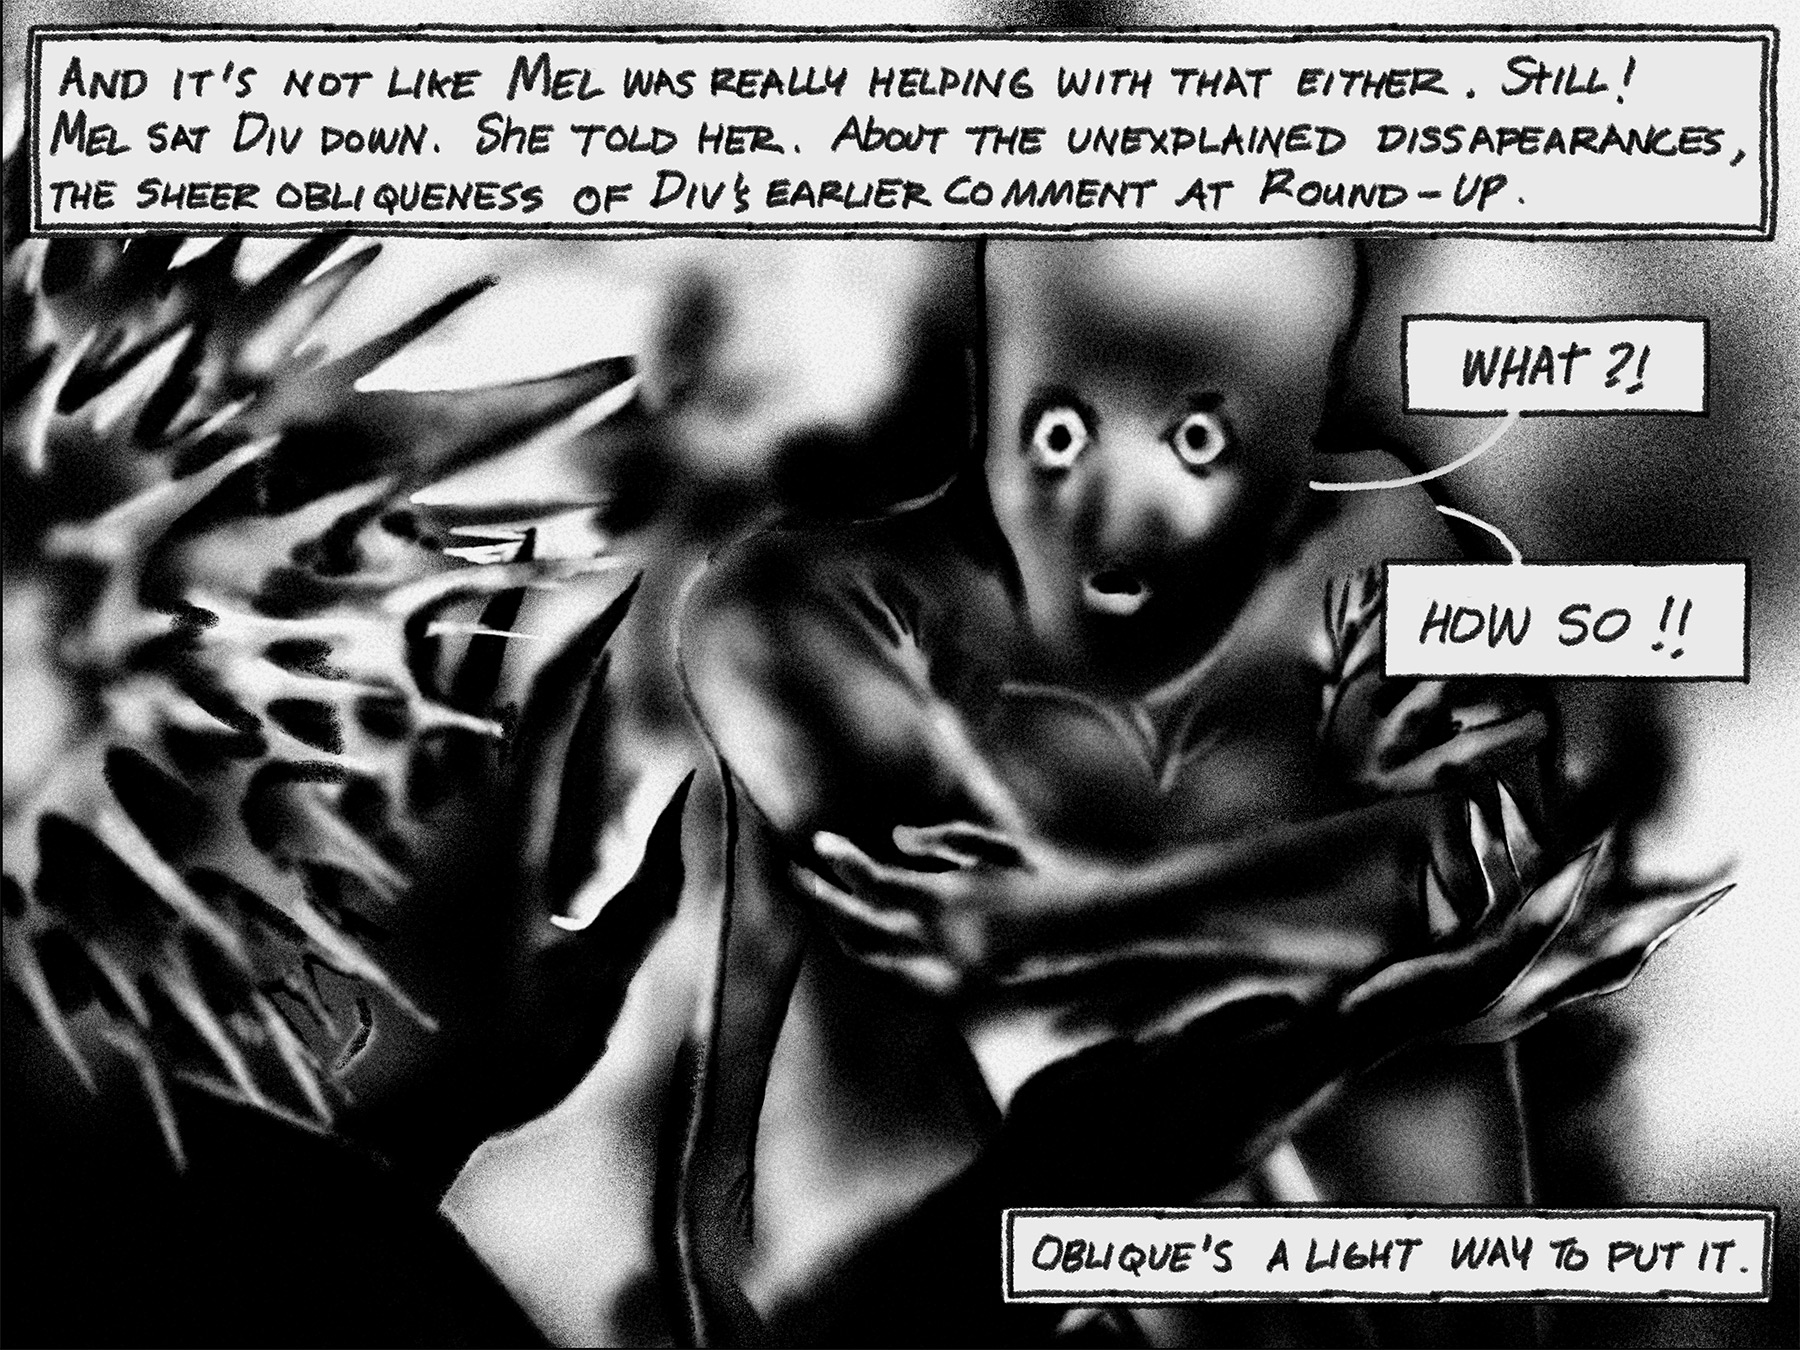 AND IT'S NOT LIKE MEL WAS REALLY HELPING WITH THAT EITHER. STILL!
MEL SAT DIV DOWN. SHE TOLD HER. ABOUT THE UNEXPLAINED DISSAPEARANCES,
THE SHEER OBLIQUENESS OF DIV'S EARLIER COMMENT AT ROUND-UP.
WHAT?!
HOW SO!!
OBLIQUE'S A LIGHT WAY TO PUT IT.